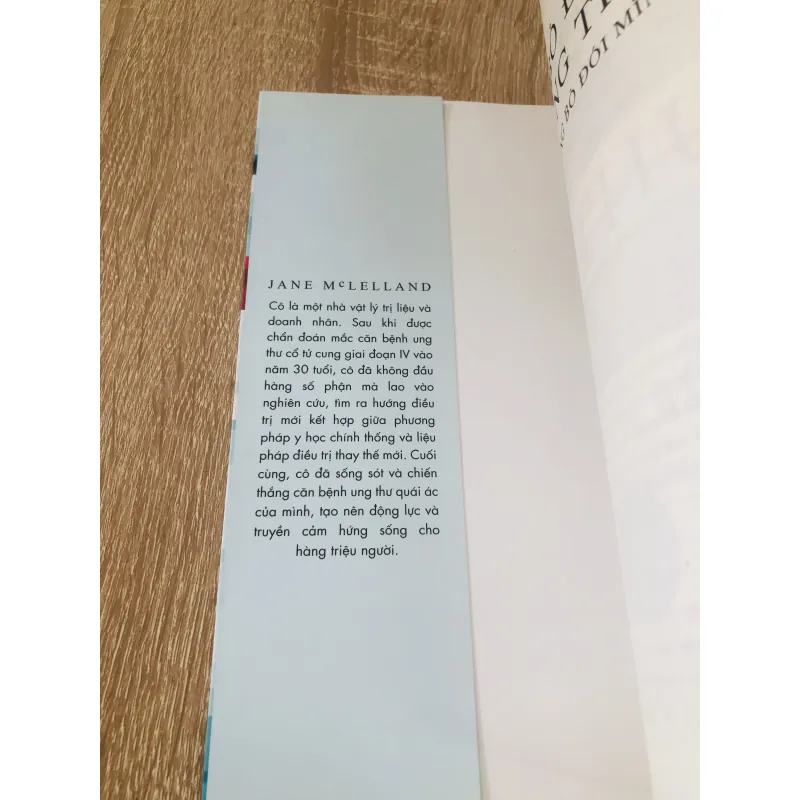 JANE McLELLAND
Cô là một nhà vật lý trị liệu và
doanh nhân. Sau khi được
chẩn đoán mắc căn bệnh ung
thư cổ tử cung giai đoạn IV vào
năm 30 tuổi, cô đã không đầu
hàng số phận mà lao vào
nghiên cứu, tìm ra hướng điều
trị mới kết hợp giữa phương
pháp y học chính thống và liệu
pháp điều trị thay thế mới. Cuối
cùng, cô đã sống sót và chiến
thắng căn bệnh ung thư quái ác
của mình, tạo nên động lực và
truyền cảm hứng sống cho
hàng triệu người.
BỎ ĐÓI